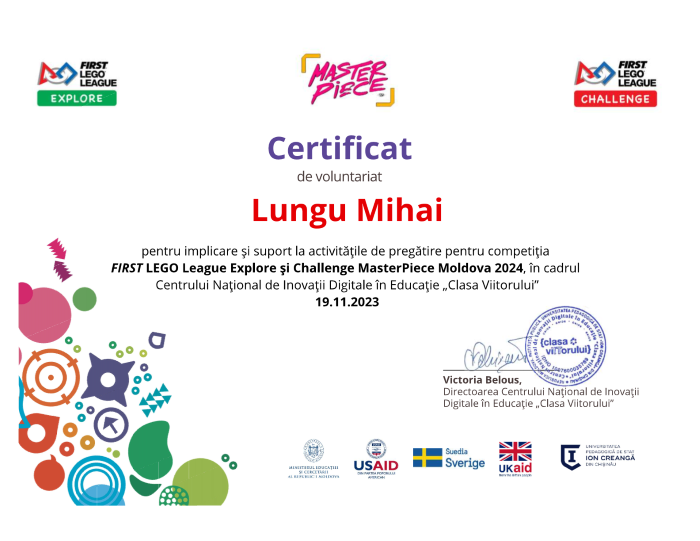 FIRST
LEGO
LEAGUE
EXPLORE
MASTER
PIECE
FIRST
LEGO
LEAGUE
CHALLENGE
Certificat
de voluntariat
Lungu Mihai
pentru implicare şi suport la activităţile de pregătire pentru competiţia
FIRST LEGO League Explore şi Challenge MasterPiece Moldova 2024, în cadrul
Centrului Naţional de Inovaţii Digitale în Educaţie „Clasa Viitorului”
19.11.2023
{clasa
viitorului}
Victoria Belous,
Directoarea Centrului Naţional de Inovaţii
Digitale în Educaţie „Clasa Viitorului”
MINISTERUL EDUCAŢIEI
ŞI CERCETĂRII
AL REPUBLICII MOLDOVA
USAID
DIN PARTEA POPORULUI
AMERICAN
Suedia
Sverige
UKaid
UNIVERSITATEA
PEDAGOGICĂ DE STAT
ION CREANGĂ
DIN CHIŞINĂU